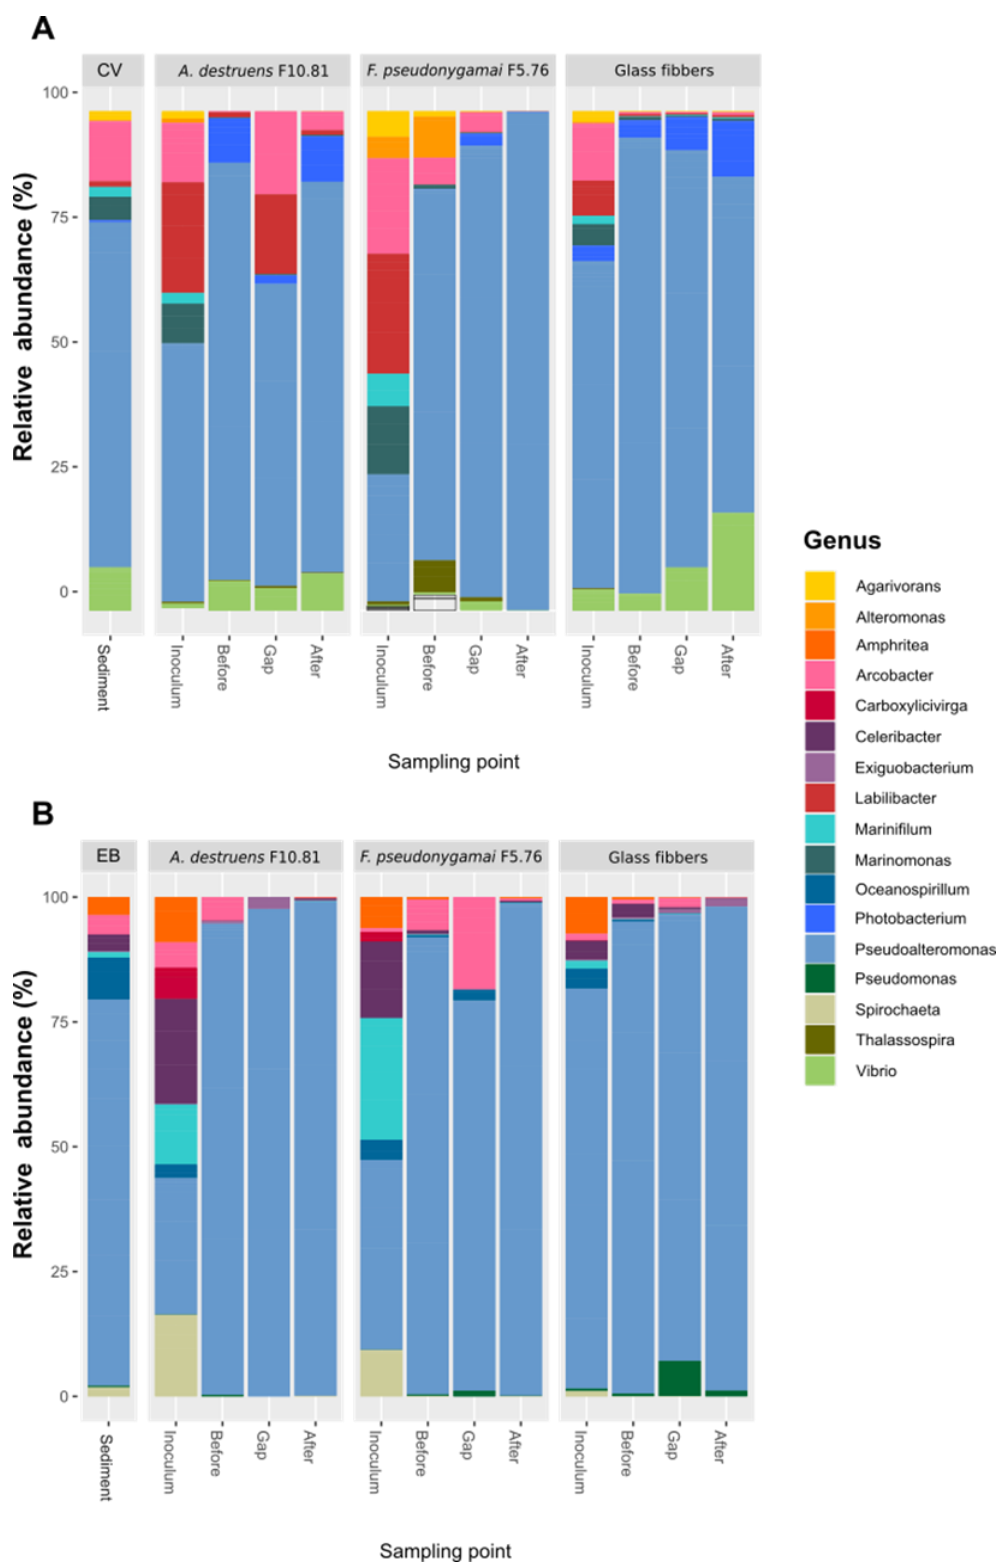 A
CV
A. destruens F10.81
F. pseudonygamai F5.76
Glass fibbers
Relative abundance (%)
100
75
50
25
0
Sediment
Inoculum
Before
Gap
After
Inoculum
Before
Gap
After
Inoculum
Before
Gap
After
Sampling point
Genus
Agarivorans
Alteromonas
Amphritea
Arcobacter
Carboxylicivirga
Celeribacter
Exiguobacterium
Labilibacter
Marinifilum
Marinomonas
Oceanospirillum
Photobacterium
Pseudoalteromonas
Pseudomonas
Spirochaeta
Thalassospira
Vibrio
B
EB
A. destruens F10.81
F. pseudonygamai F5.76
Glass fibbers
Relative abundance (%)
100
75
50
25
0
Sediment
Inoculum
Before
Gap
After
Inoculum
Before
Gap
After
Inoculum
Before
Gap
After
Sampling point